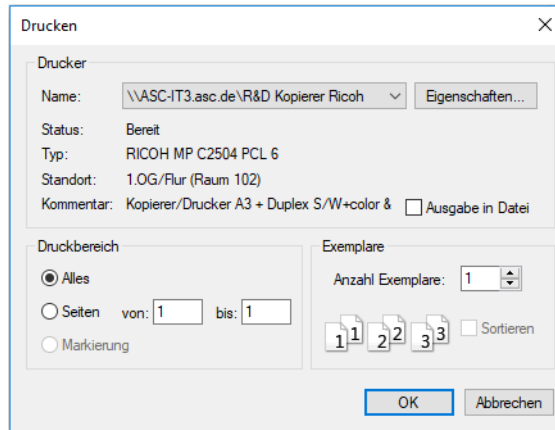 Drucken
Drucker
Name: \\ASC-IT3.asc.de\R&D Kopierer Ricoh Eigenschaften...
Status: Bereit
Typ: RICOH MP C2504 PCL 6
Standort: 1.OG/Flur (Raum 102)
Kommentar: Kopierer/Drucker A3 + Duplex S/W+color & Ausgabe in Datei
Druckbereich
Alles
Seiten von: 1 bis: 1
Markierung
Exemplare
Anzahl Exemplare: 1
1 1 2 2 3 3 Sortieren
OK Abbrechen